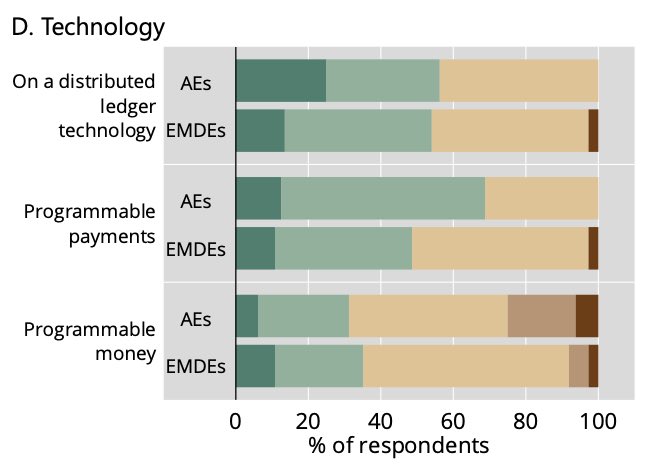 D. Technology
On a distributed
ledger
technology
AEs
EMDEs
Programmable
payments
AEs
EMDEs
Programmable
money
AEs
EMDEs
0 20 40 60 80 100
% of respondents